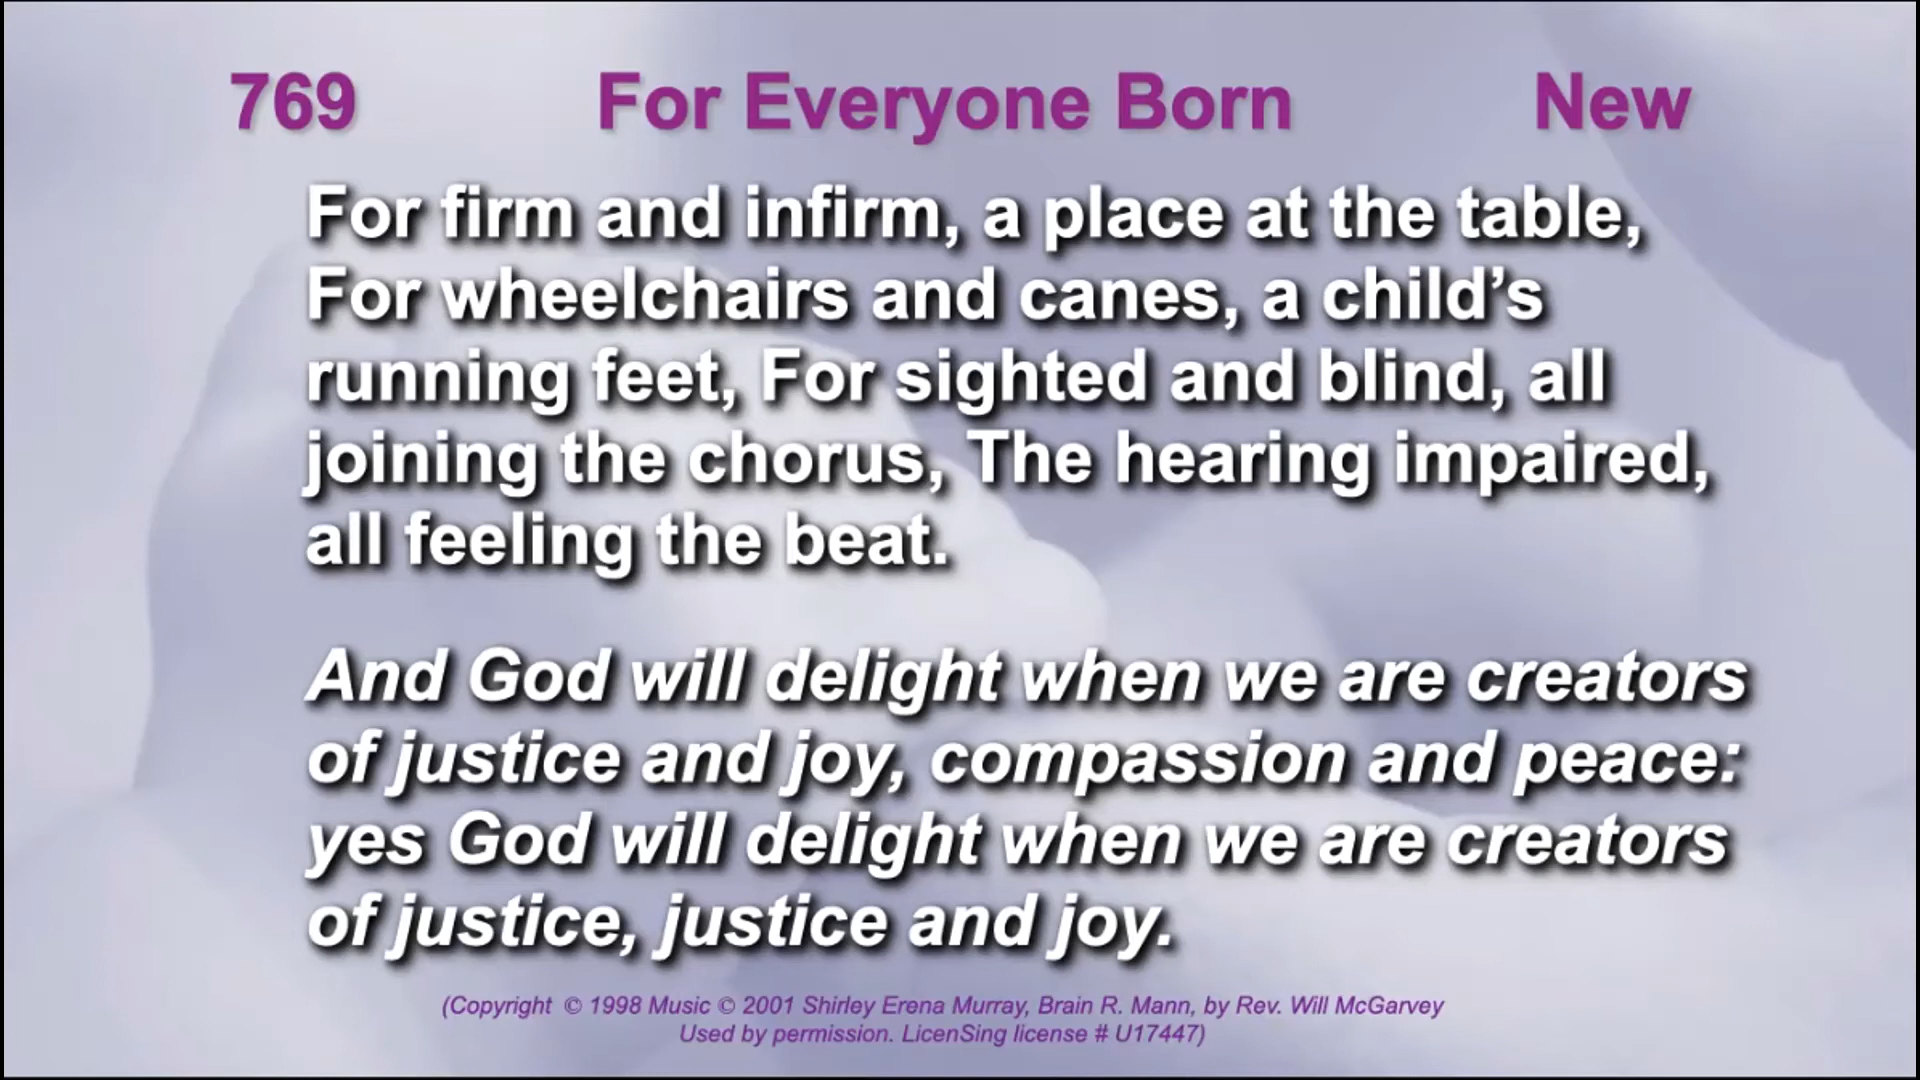 769 For Everyone Born New
For firm and infirm, a place at the table,
For wheelchairs and canes, a child’s
running feet, For sighted and blind, all
joining the chorus, The hearing impaired,
all feeling the beat.
And God will delight when we are creators
of justice and joy, compassion and peace:
yes God will delight when we are creators
of justice, justice and joy.
(Copyright © 1998 Music © 2001 Shirley Erena Murray, Brain R. Mann, by Rev. Will McGarvey
Used by permission. LicenSing license # U17447)